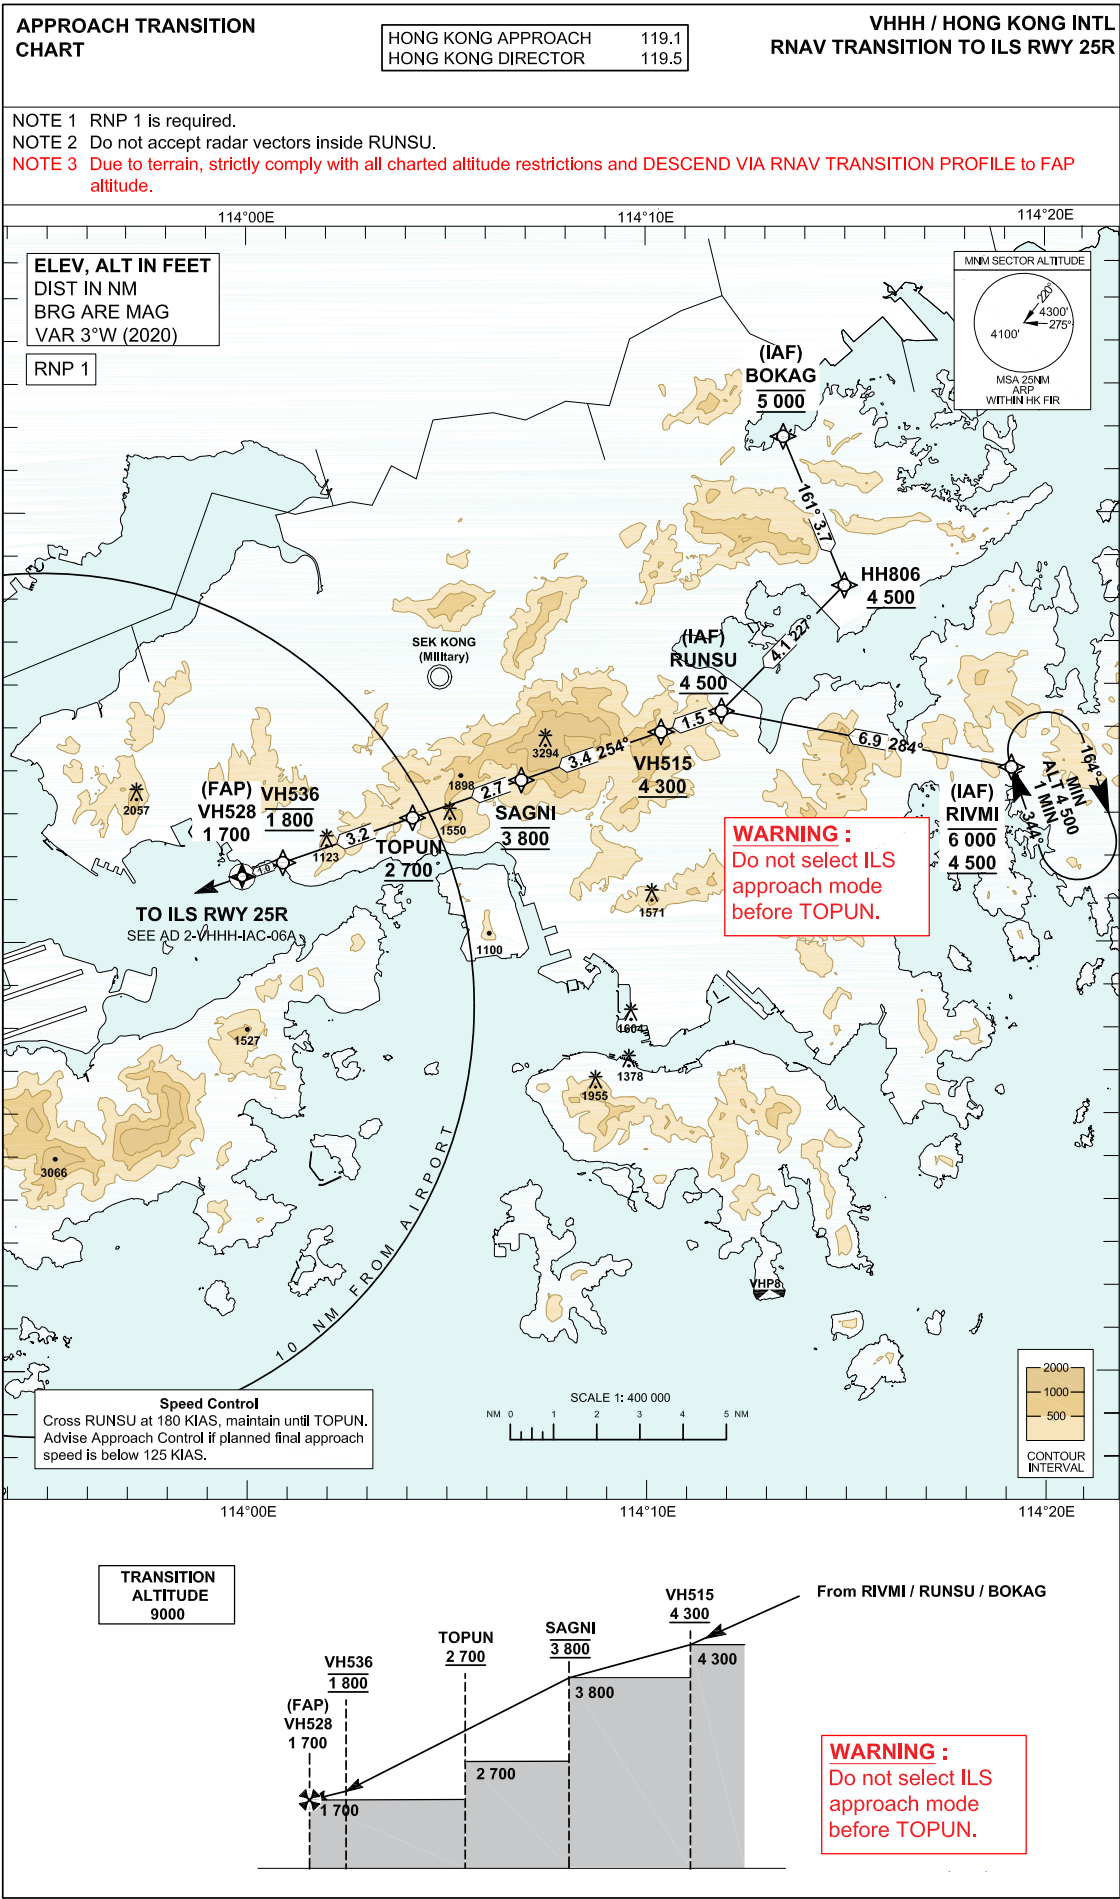 APPROACH TRANSITION
CHART
HONG KONG APPROACH 119.1
HONG KONG DIRECTOR 119.5
VHHH / HONG KONG INTL
RNAV TRANSITION TO ILS RWY 25R
NOTE 1 RNP 1 is required.
NOTE 2 Do not accept radar vectors inside RUNSU.
NOTE 3 Due to terrain, strictly comply with all charted altitude restrictions and DESCEND VIA RNAV TRANSITION PROFILE to FAP
altitude.
114°00E 114°10E 114°20E
ELEV, ALT IN FEET
DIST IN NM
BRG ARE MAG
VAR 3°W (2020)
RNP 1
MNM SECTOR ALTITUDE
220°
4300'
275°
4100'
MSA 25NM
ARP
WITHIN HK FIR
(IAF)
BOKAG
5 000
161° 3.7
HH806
4 500
4.1 227°
(IAF)
RUNSU
4 500
SEK KONG
(Military)
1.5
6.9 284°
3294
3.4 254°
VH515
4 300
164°
MIN
ALT 4 500
1 MIN
344°
(IAF)
RIVMI
6 000
4 500
1898
2.7
SAGNI
3 800
2057
(FAP)
VH528
1 700
VH536
1 800
1550
3.2
1123
TOPUN
2 700
1.0
WARNING :
Do not select ILS
approach mode
before TOPUN.
TO ILS RWY 25R
SEE AD 2-VHHH-IAC-06A
1571
1100
1527
1604
1378
1955
3066
10 NM FROM AIRPORT
VHP8
Speed Control
Cross RUNSU at 180 KIAS, maintain until TOPUN.
Advise Approach Control if planned final approach
speed is below 125 KIAS.
SCALE 1: 400 000
NM 0 1 2 3 4 5 NM
2000
1000
500
CONTOUR
INTERVAL
114°00E 114°10E 114°20E
TRANSITION
ALTITUDE
9000
From RIVMI / RUNSU / BOKAG
VH515
4 300
SAGNI
3 800
TOPUN
2 700
VH536
1 800
(FAP)
VH528
1 700
4 300
3 800
2 700
1 700
WARNING :
Do not select ILS
approach mode
before TOPUN.